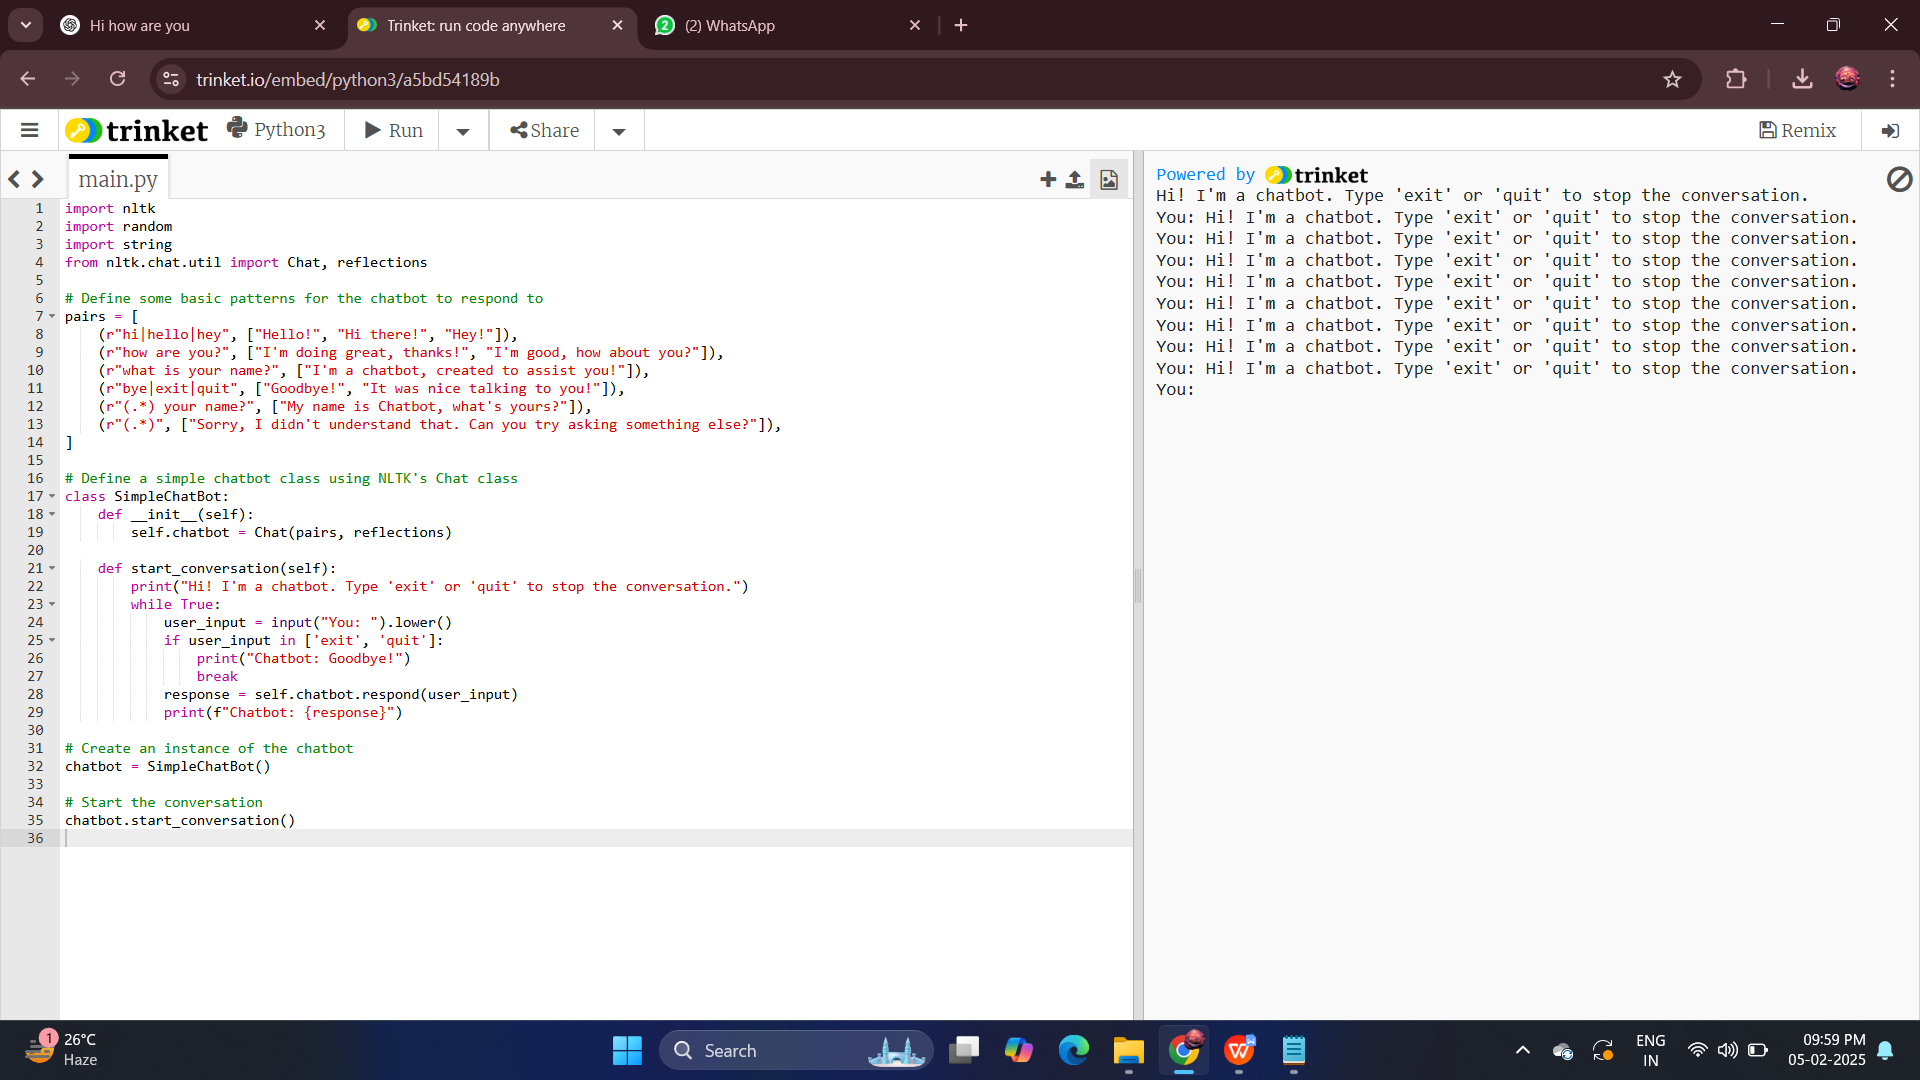 Hi how are you
Trinket: run code anywhere
(2) WhatsApp
trinket.io/embed/python3/a5bd54189b
trinket
Python3
Run
Share
Remix
main.py
1 import nltk
2 import random
3 import string
4 from nltk.chat.util import Chat, reflections
5
6 # Define some basic patterns for the chatbot to respond to
7 pairs = [
8     (r"hi|hello|hey", ["Hello!", "Hi there!", "Hey!"]),
9     (r"how are you?", ["I'm doing great, thanks!", "I'm good, how about you?"]),
10     (r"what is your name?", ["I'm a chatbot, created to assist you!"]),
11     (r"bye|exit|quit", ["Goodbye!", "It was nice talking to you!"]),
12     (r"(.*) your name?", ["My name is Chatbot, what's yours?"]),
13     (r"(.*)", ["Sorry, I didn't understand that. Can you try asking something else?"]),
14 ]
15
16 # Define a simple chatbot class using NLTK's Chat class
17 class SimpleChatBot:
18     def __init__(self):
19         self.chatbot = Chat(pairs, reflections)
20
21     def start_conversation(self):
22         print("Hi! I'm a chatbot. Type 'exit' or 'quit' to stop the conversation.")
23         while True:
24             user_input = input("You: ").lower()
25             if user_input in ['exit', 'quit']:
26                 print("Chatbot: Goodbye!")
27                 break
28             response = self.chatbot.respond(user_input)
29             print(f"Chatbot: {response}")
30
31 # Create an instance of the chatbot
32 chatbot = SimpleChatBot()
33
34 # Start the conversation
35 chatbot.start_conversation()
36
Powered by trinket
Hi! I'm a chatbot. Type 'exit' or 'quit' to stop the conversation.
You: Hi! I'm a chatbot. Type 'exit' or 'quit' to stop the conversation.
You: Hi! I'm a chatbot. Type 'exit' or 'quit' to stop the conversation.
You: Hi! I'm a chatbot. Type 'exit' or 'quit' to stop the conversation.
You: Hi! I'm a chatbot. Type 'exit' or 'quit' to stop the conversation.
You: Hi! I'm a chatbot. Type 'exit' or 'quit' to stop the conversation.
You: Hi! I'm a chatbot. Type 'exit' or 'quit' to stop the conversation.
You: Hi! I'm a chatbot. Type 'exit' or 'quit' to stop the conversation.
You: Hi! I'm a chatbot. Type 'exit' or 'quit' to stop the conversation.
You:
1
26°C
Haze
Search
ENG
IN
09:59 PM
05-02-2025